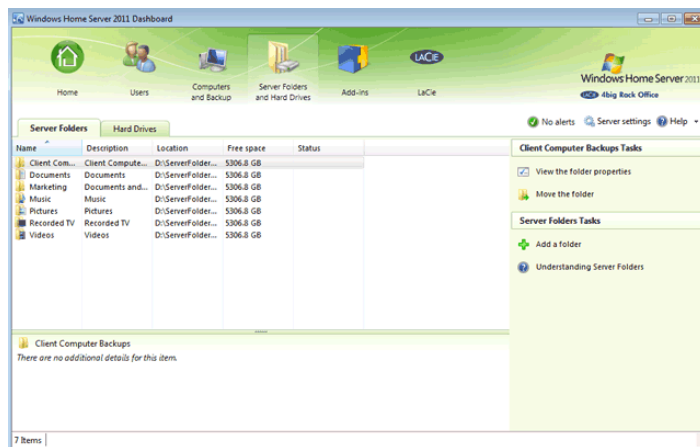 Windows Home Server 2011 Dashboard
Home
Users
Computers
and Backup
Server Folders
and Hard Drives
Add-ins
LACIE
LaCie
Windows Home Server 2011
LACIE 4big Rack Office
Server Folders
Hard Drives
No alerts
Server settings
Help
Name Description Location Free space Status
Client Com... Client Compute... D:\ServerFolder... 5306.8 GB
Documents Documents D:\ServerFolder... 5306.8 GB
Marketing Documents and... D:\ServerFolder... 5306.8 GB
Music Music D:\ServerFolder... 5306.8 GB
Pictures Pictures D:\ServerFolder... 5306.8 GB
Recorded TV Recorded TV D:\ServerFolder... 5306.8 GB
Videos Videos D:\ServerFolder... 5306.8 GB
Client Computer Backups
There are no additional details for this item.
Client Computer Backups Tasks
View the folder properties
Move the folder
Server Folders Tasks
Add a folder
Understanding Server Folders
7 Items